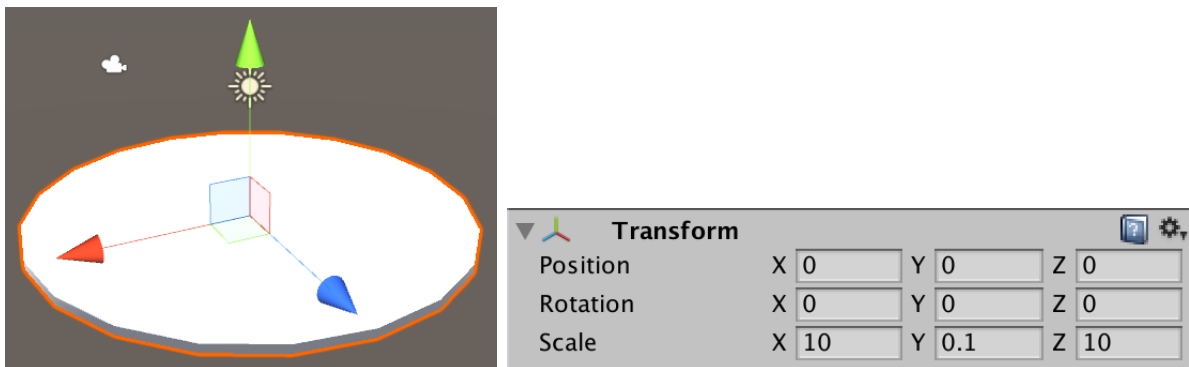 Transform
Position X 0 Y 0 Z 0
Rotation X 0 Y 0 Z 0
Scale X 10 Y 0.1 Z 10